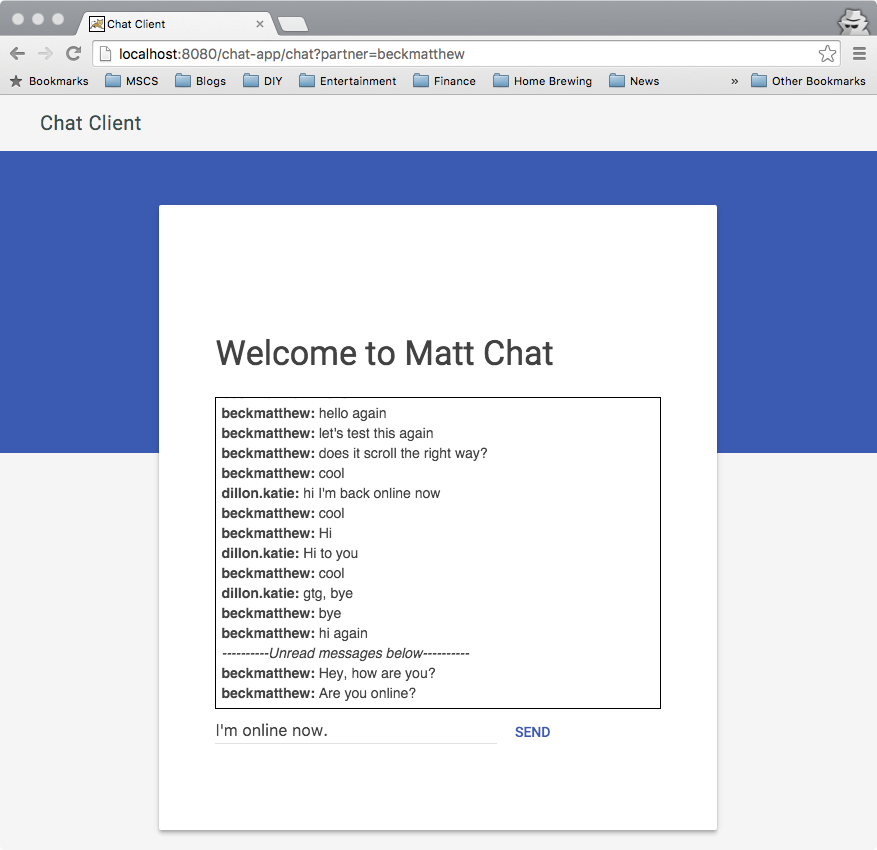 Chat Client
localhost:8080/chat-app/chat?partner=beckmatthew
Bookmarks MSCS Blogs DIY Entertainment Finance Home Brewing News » Other Bookmarks
Chat Client
Welcome to Matt Chat
beckmatthew: hello again
beckmatthew: let's test this again
beckmatthew: does it scroll the right way?
beckmatthew: cool
dillon.katie: hi I'm back online now
beckmatthew: cool
beckmatthew: Hi
dillon.katie: Hi to you
beckmatthew: cool
dillon.katie: gtg, bye
beckmatthew: bye
beckmatthew: hi again
----------Unread messages below----------
beckmatthew: Hey, how are you?
beckmatthew: Are you online?
I'm online now. SEND